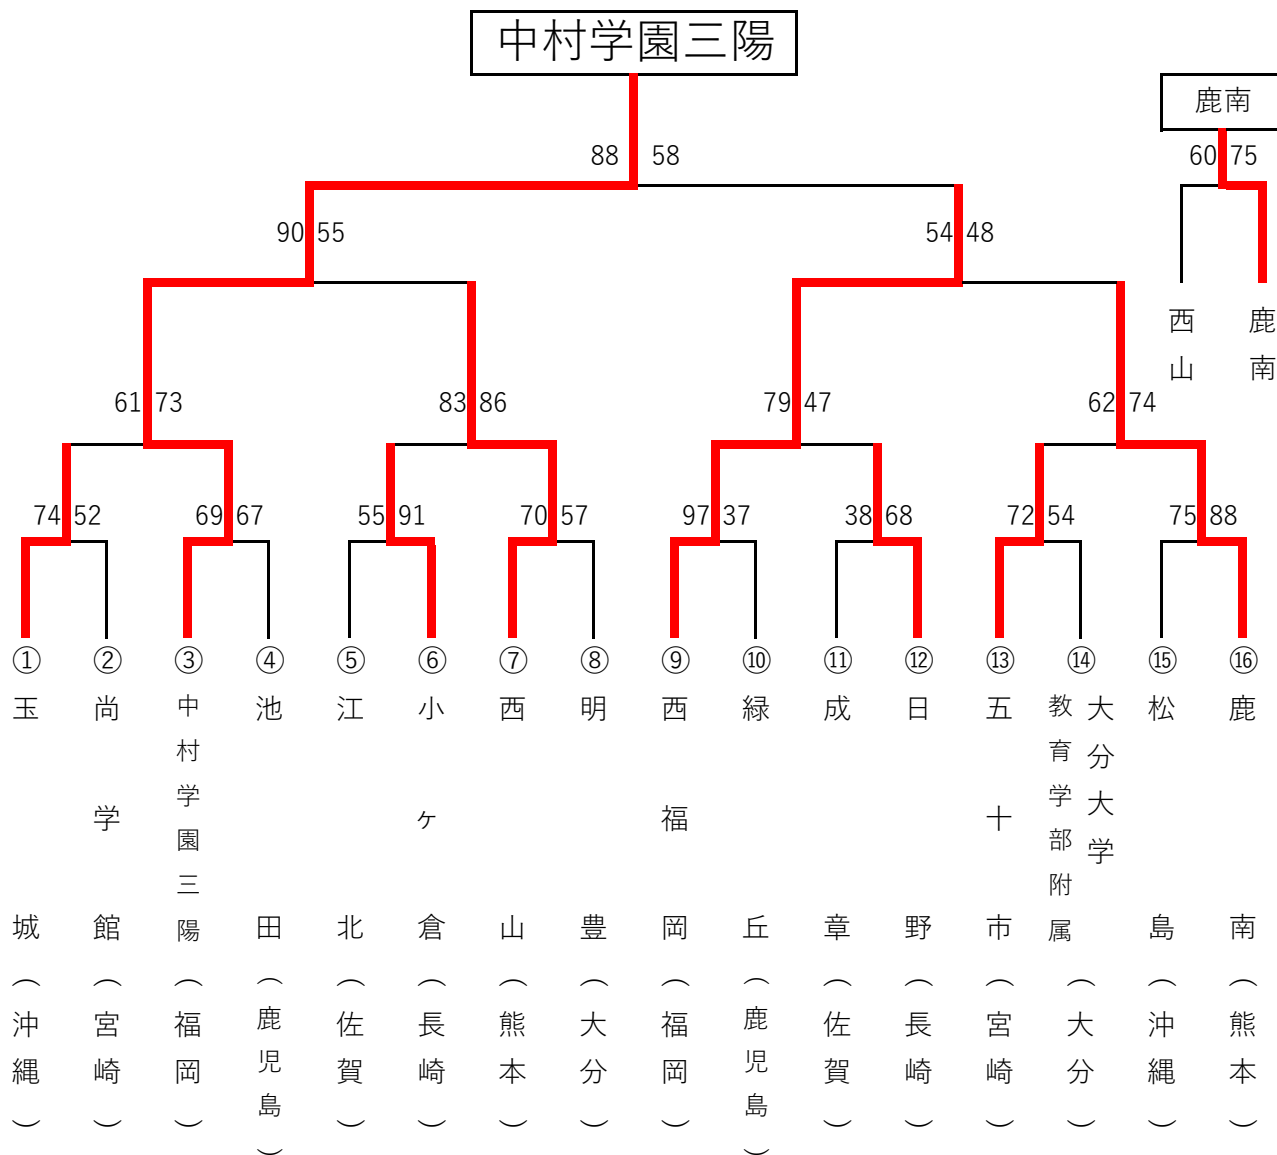 中村学園三陽
鹿南
88 58
60 75
90 55
54 48
西山
鹿南
61 73
83 86
79 47
62 74
74 52
69 67
55 91
70 57
97 37
38 68
72 54
75 88
① 玉城（沖縄）
② 尚学館（宮崎）
③ 中村学園三陽（福岡）
④ 池田（鹿児島）
⑤ 江北（佐賀）
⑥ 小ヶ倉（長崎）
⑦ 西山（熊本）
⑧ 明豊（大分）
⑨ 西福岡（福岡）
⑩ 緑丘（鹿児島）
⑪ 成章（佐賀）
⑫ 日野（長崎）
⑬ 五十市（宮崎）
⑭ 大分大学
教育学部附属
（大分）
⑮ 松島（沖縄）
⑯ 鹿南（熊本）